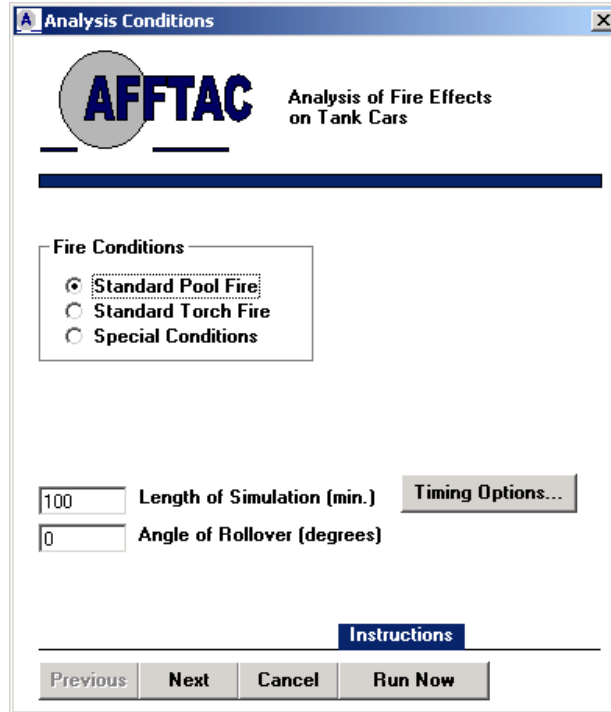 Analysis Conditions
AFFTAC
Analysis of Fire Effects
on Tank Cars
Fire Conditions
Standard Pool Fire
Standard Torch Fire
Special Conditions
100 Length of Simulation (min.) Timing Options...
0 Angle of Rollover (degrees)
Instructions
Previous Next Cancel Run Now